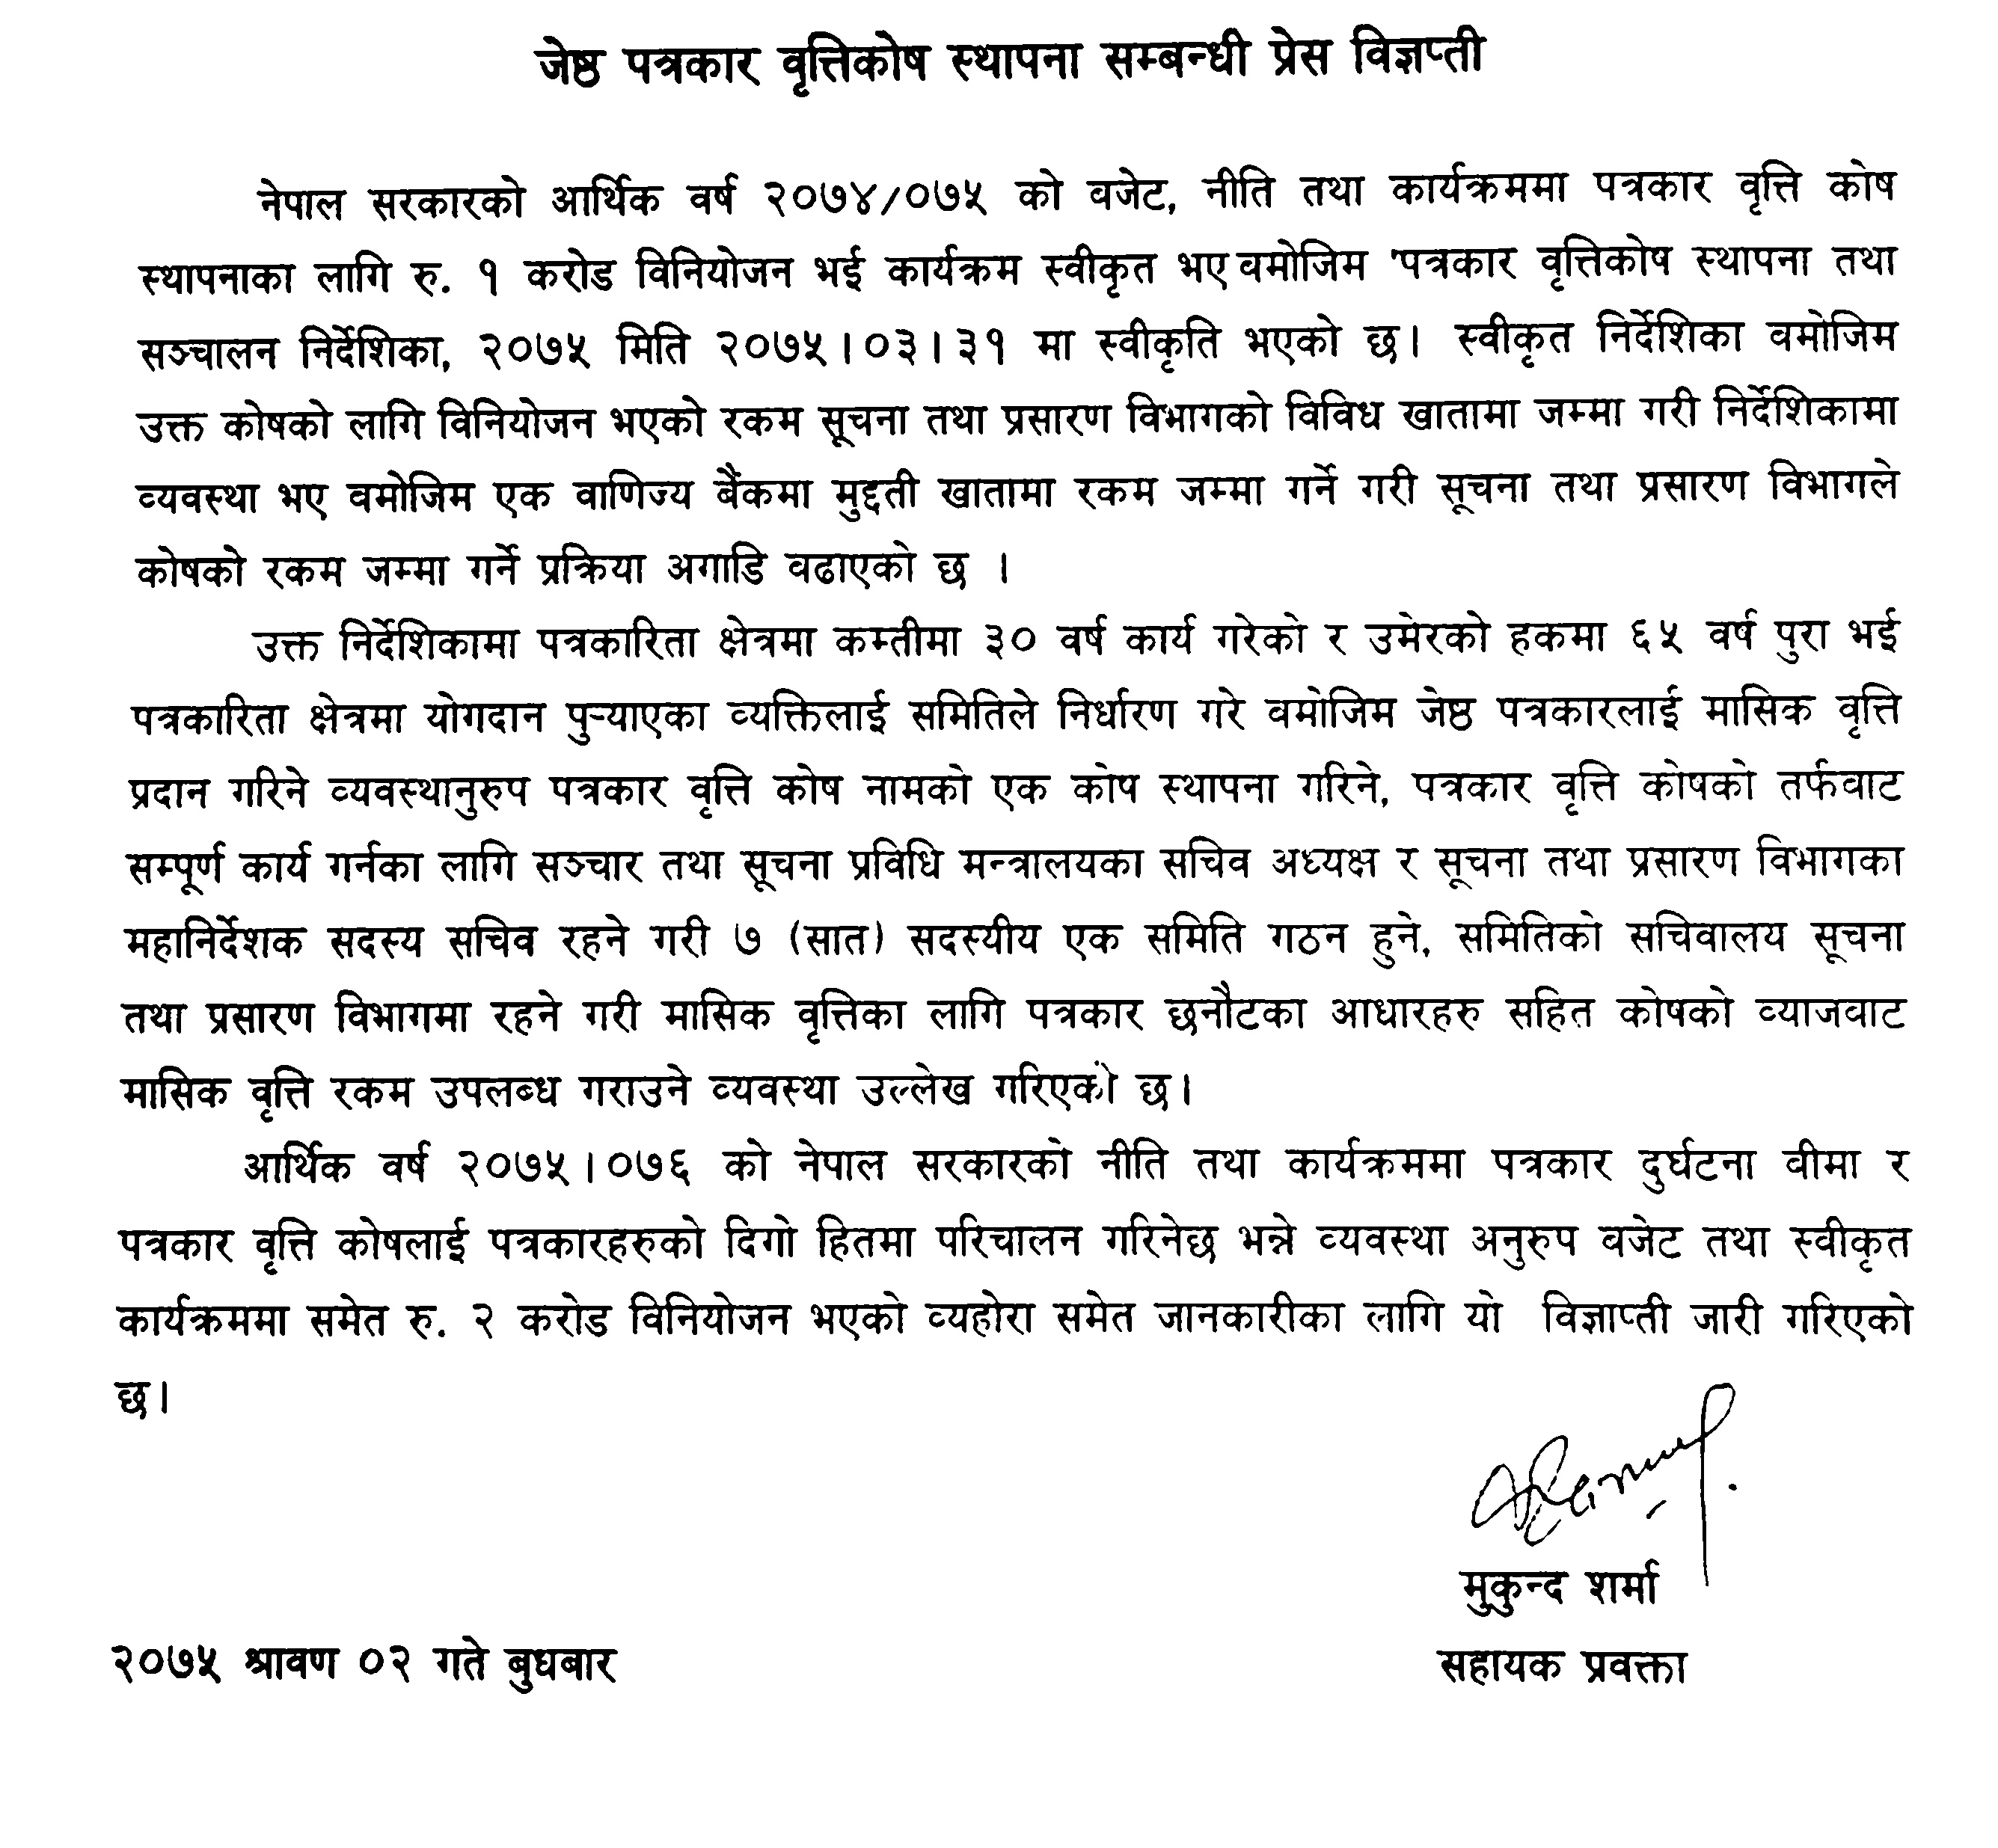 जेष्ठ पत्रकार वृत्तिकोष स्थापना सम्बन्धी प्रेस विज्ञप्ती
नेपाल सरकारको आर्थिक वर्ष २०७४/०७५ को वजेट, नीति तथा कार्यक्रममा पत्रकार वृत्ति कोष
स्थापनाका लागि रु. १ करोड विनियोजन भई कार्यक्रम स्वीकृत भए वमोजिम 'पत्रकार वृत्तिकोष स्थापना तथा
सञ्चालन निर्देशिका, २०७५ मिति २०७५।०३।३१ मा स्वीकृति भएको छ। स्वीकृत निर्देशिका वमोजिम
उक्त कोषको लागि विनियोजन भएको रकम सूचना तथा प्रसारण विभागको विविध खातामा जम्मा गरी निर्देशिकामा
व्यवस्था भए वमोजिम एक वाणिज्य बैंकमा मुद्दती खातामा रकम जम्मा गर्ने गरी सूचना तथा प्रसारण विभागले
कोषको रकम जम्मा गर्ने प्रक्रिया अगाडि वढाएको छ ।
उक्त निर्देशिकामा पत्रकारिता क्षेत्रमा कम्तीमा ३० वर्ष कार्य गरेको र उमेरको हकमा ६५ वर्ष पुरा भई
पत्रकारिता क्षेत्रमा योगदान पुऱ्याएका व्यक्तिलाई समितिले निर्धारण गरे वमोजिम जेष्ठ पत्रकारलाई मासिक वृत्ति
प्रदान गरिने व्यवस्थानुरुप पत्रकार वृत्ति कोष नामको एक कोष स्थापना गरिने, पत्रकार वृत्ति कोषको तर्फवाट
सम्पूर्ण कार्य गर्नका लागि सञ्चार तथा सूचना प्रविधि मन्त्रालयका सचिव अध्यक्ष र सूचना तथा प्रसारण विभागका
महानिर्देशक सदस्य सचिव रहने गरी ७ (सात) सदस्यीय एक समिति गठन हुने, समितिको सचिवालय सूचना
तथा प्रसारण विभागमा रहने गरी मासिक वृत्तिका लागि पत्रकार छनौटका आधारहरु सहित कोषको व्याजवाट
मासिक वृत्ति रकम उपलब्ध गराउने व्यवस्था उल्लेख गरिएको छ।
आर्थिक वर्ष २०७५।०७६ को नेपाल सरकारको नीति तथा कार्यक्रममा पत्रकार दुर्घटना वीमा र
पत्रकार वृत्ति कोषलाई पत्रकारहरुको दिगो हितमा परिचालन गरिनेछ भन्ने व्यवस्था अनुरुप वजेट तथा स्वीकृत
कार्यक्रममा समेत रु. २ करोड विनियोजन भएको व्यहोरा समेत जानकारीका लागि यो विज्ञाप्ती जारी गरिएको
छ।
मुकुन्द शर्मा
२०७५ श्रावण ०२ गते बुधबार
सहायक प्रवक्ता